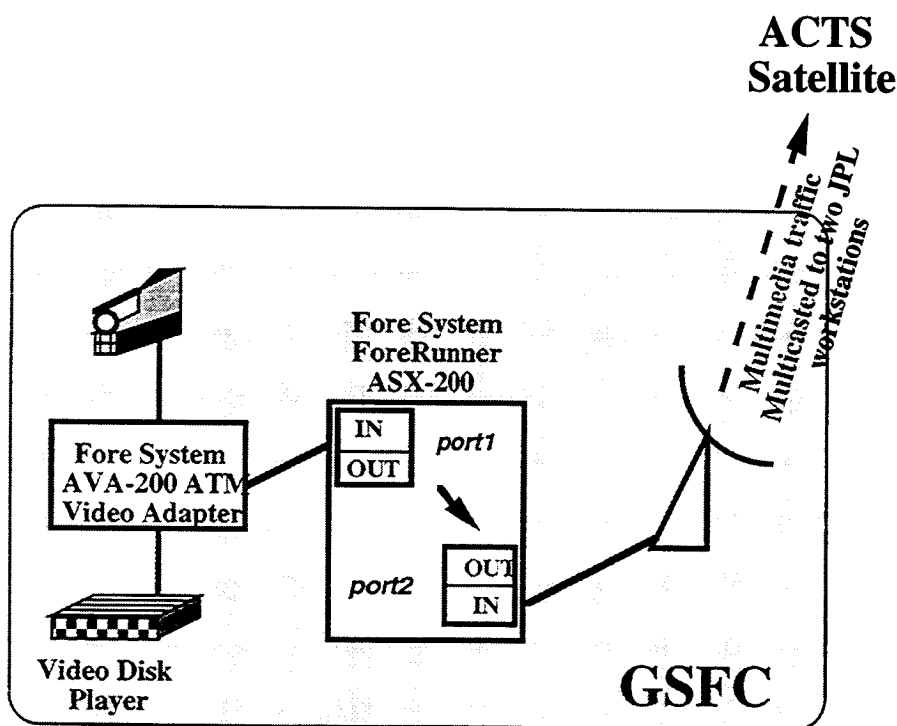 ACTS
Satellite
Multimedia traffic
Multicasted to two JPL
workstations
Fore System
ForeRunner
ASX-200
IN
port1
OUT
Fore System
AVA-200 ATM
Video Adapter
port2
OUT
IN
Video Disk
Player
GSFC